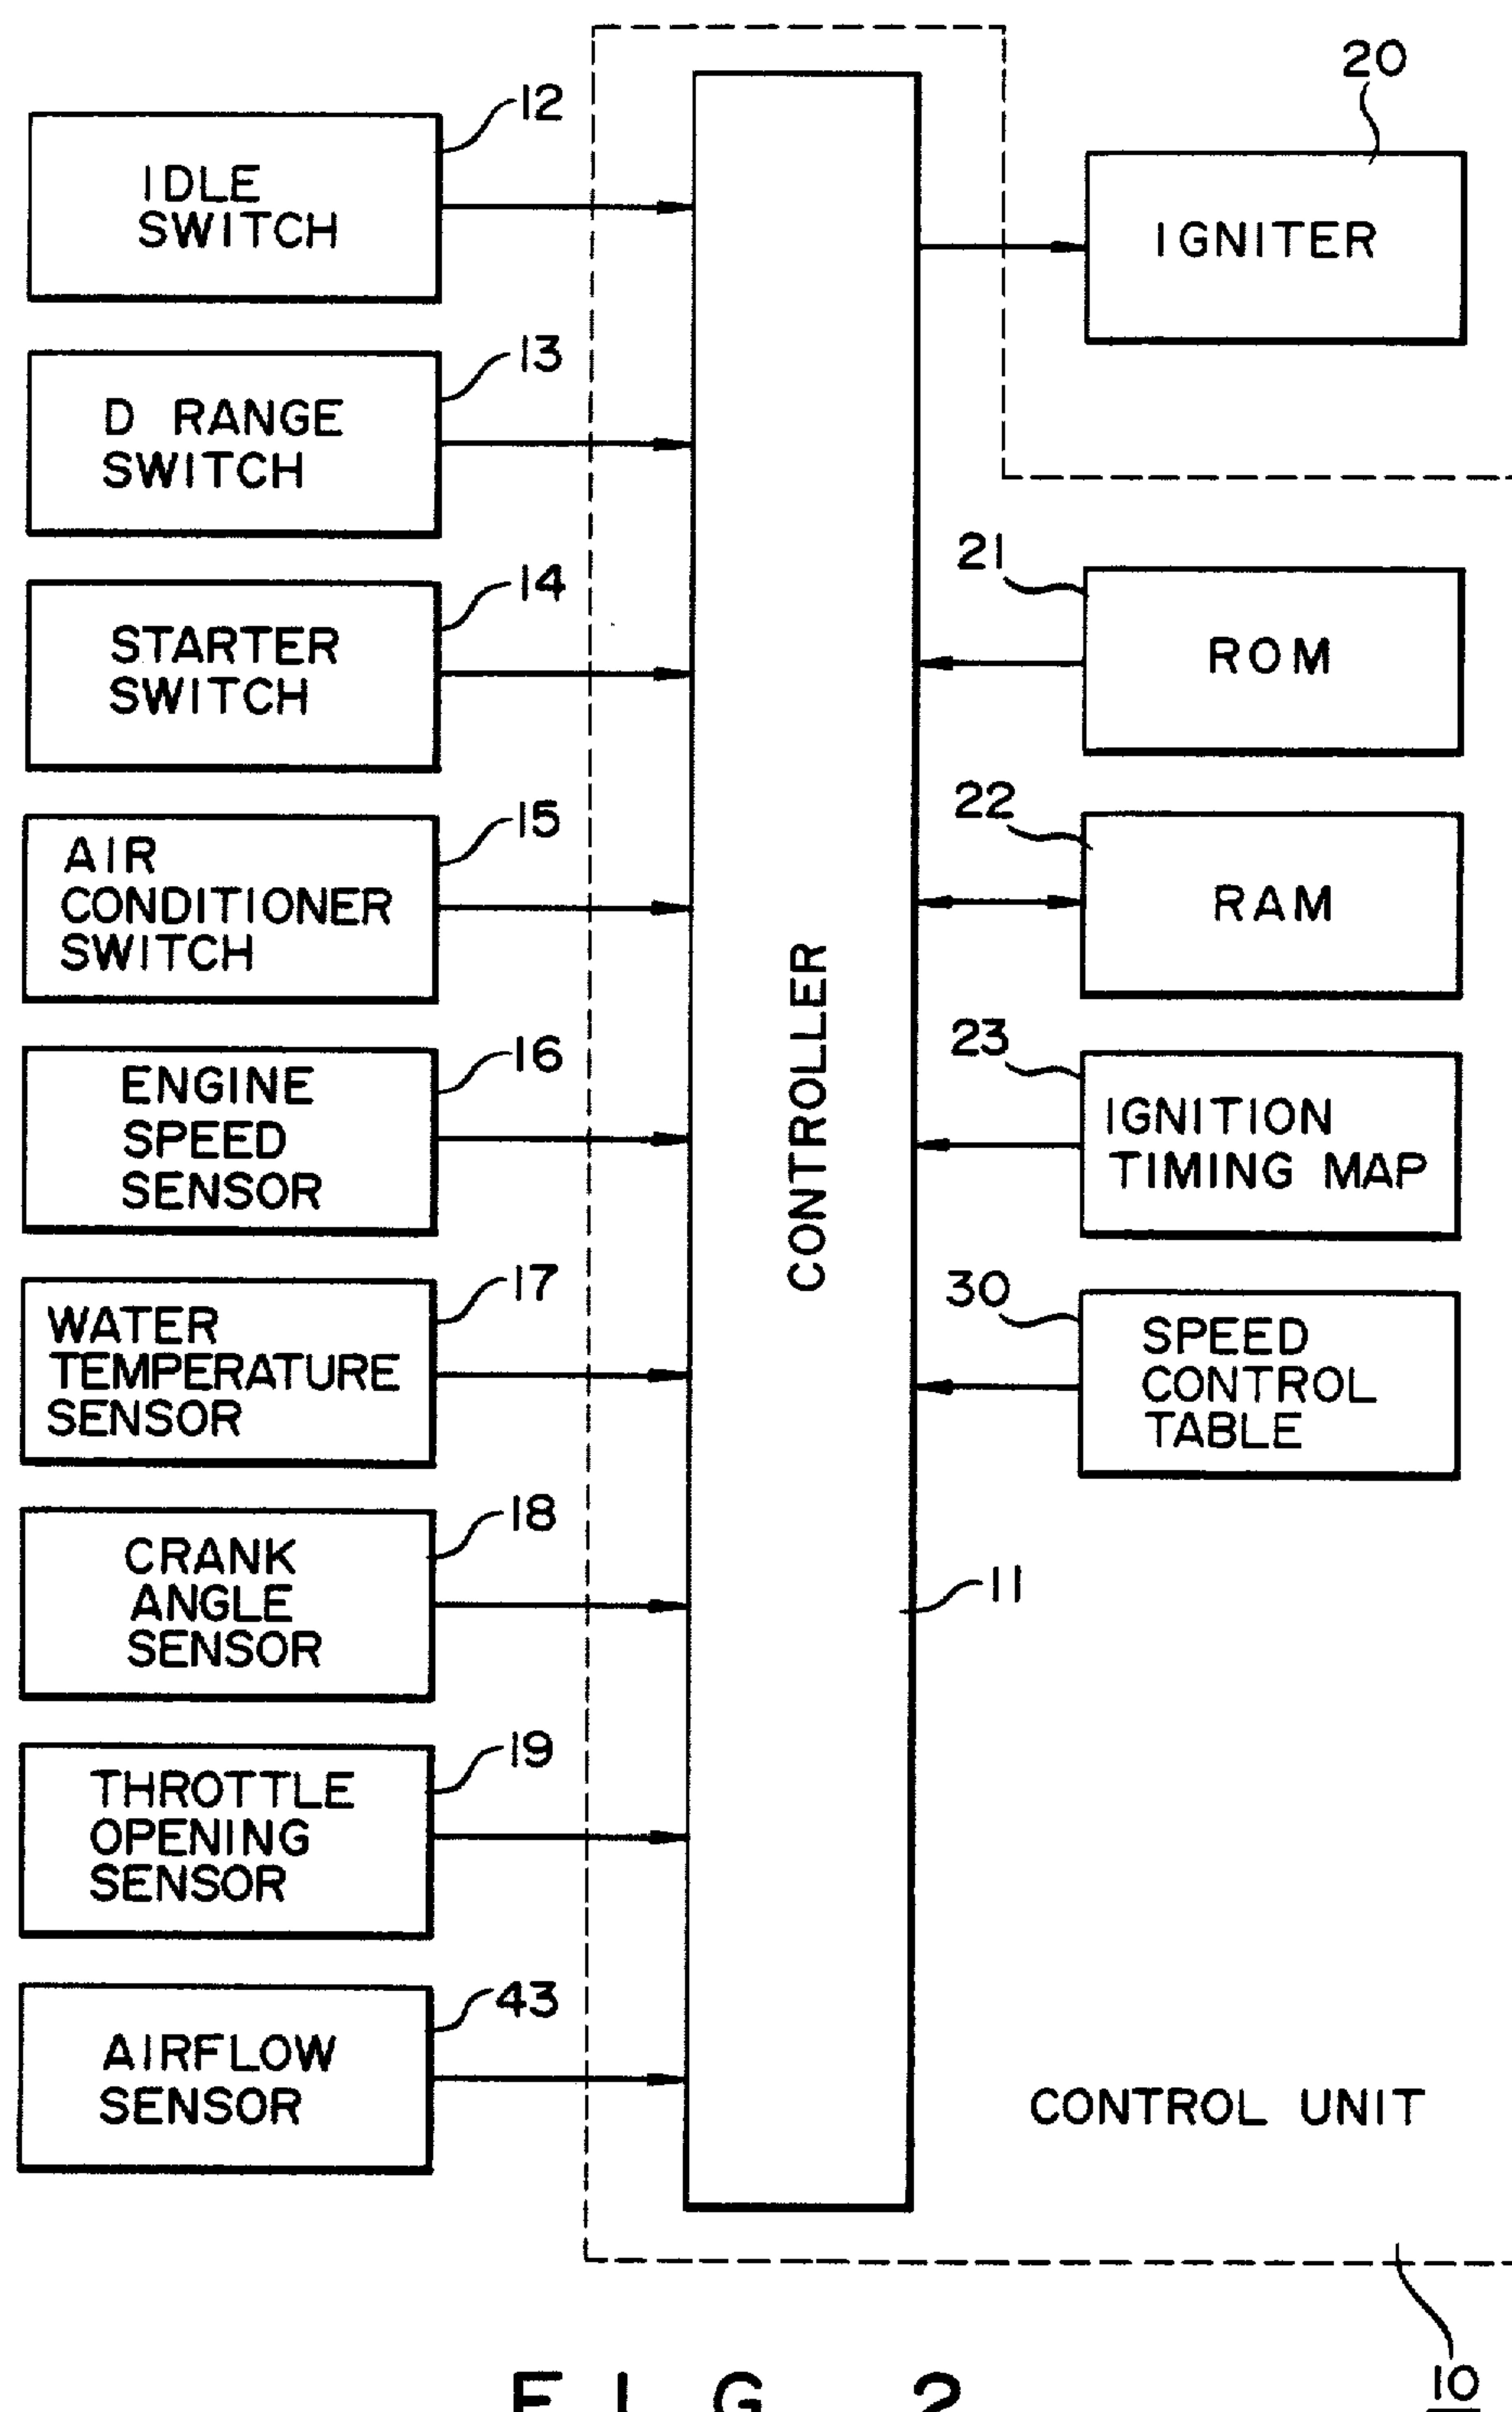 12
IDLE
SWITCH
13
D RANGE
SWITCH
14
STARTER
SWITCH
15
AIR
CONDITIONER
SWITCH
16
ENGINE
SPEED
SENSOR
17
WATER
TEMPERATURE
SENSOR
18
CRANK
ANGLE
SENSOR
19
THROTTLE
OPENING
SENSOR
43
AIRFLOW
SENSOR
CONTROLLER
11
20
IGNITER
21
ROM
22
RAM
23
IGNITION
TIMING MAP
30
SPEED
CONTROL
TABLE
CONTROL UNIT
10
FIG. 2